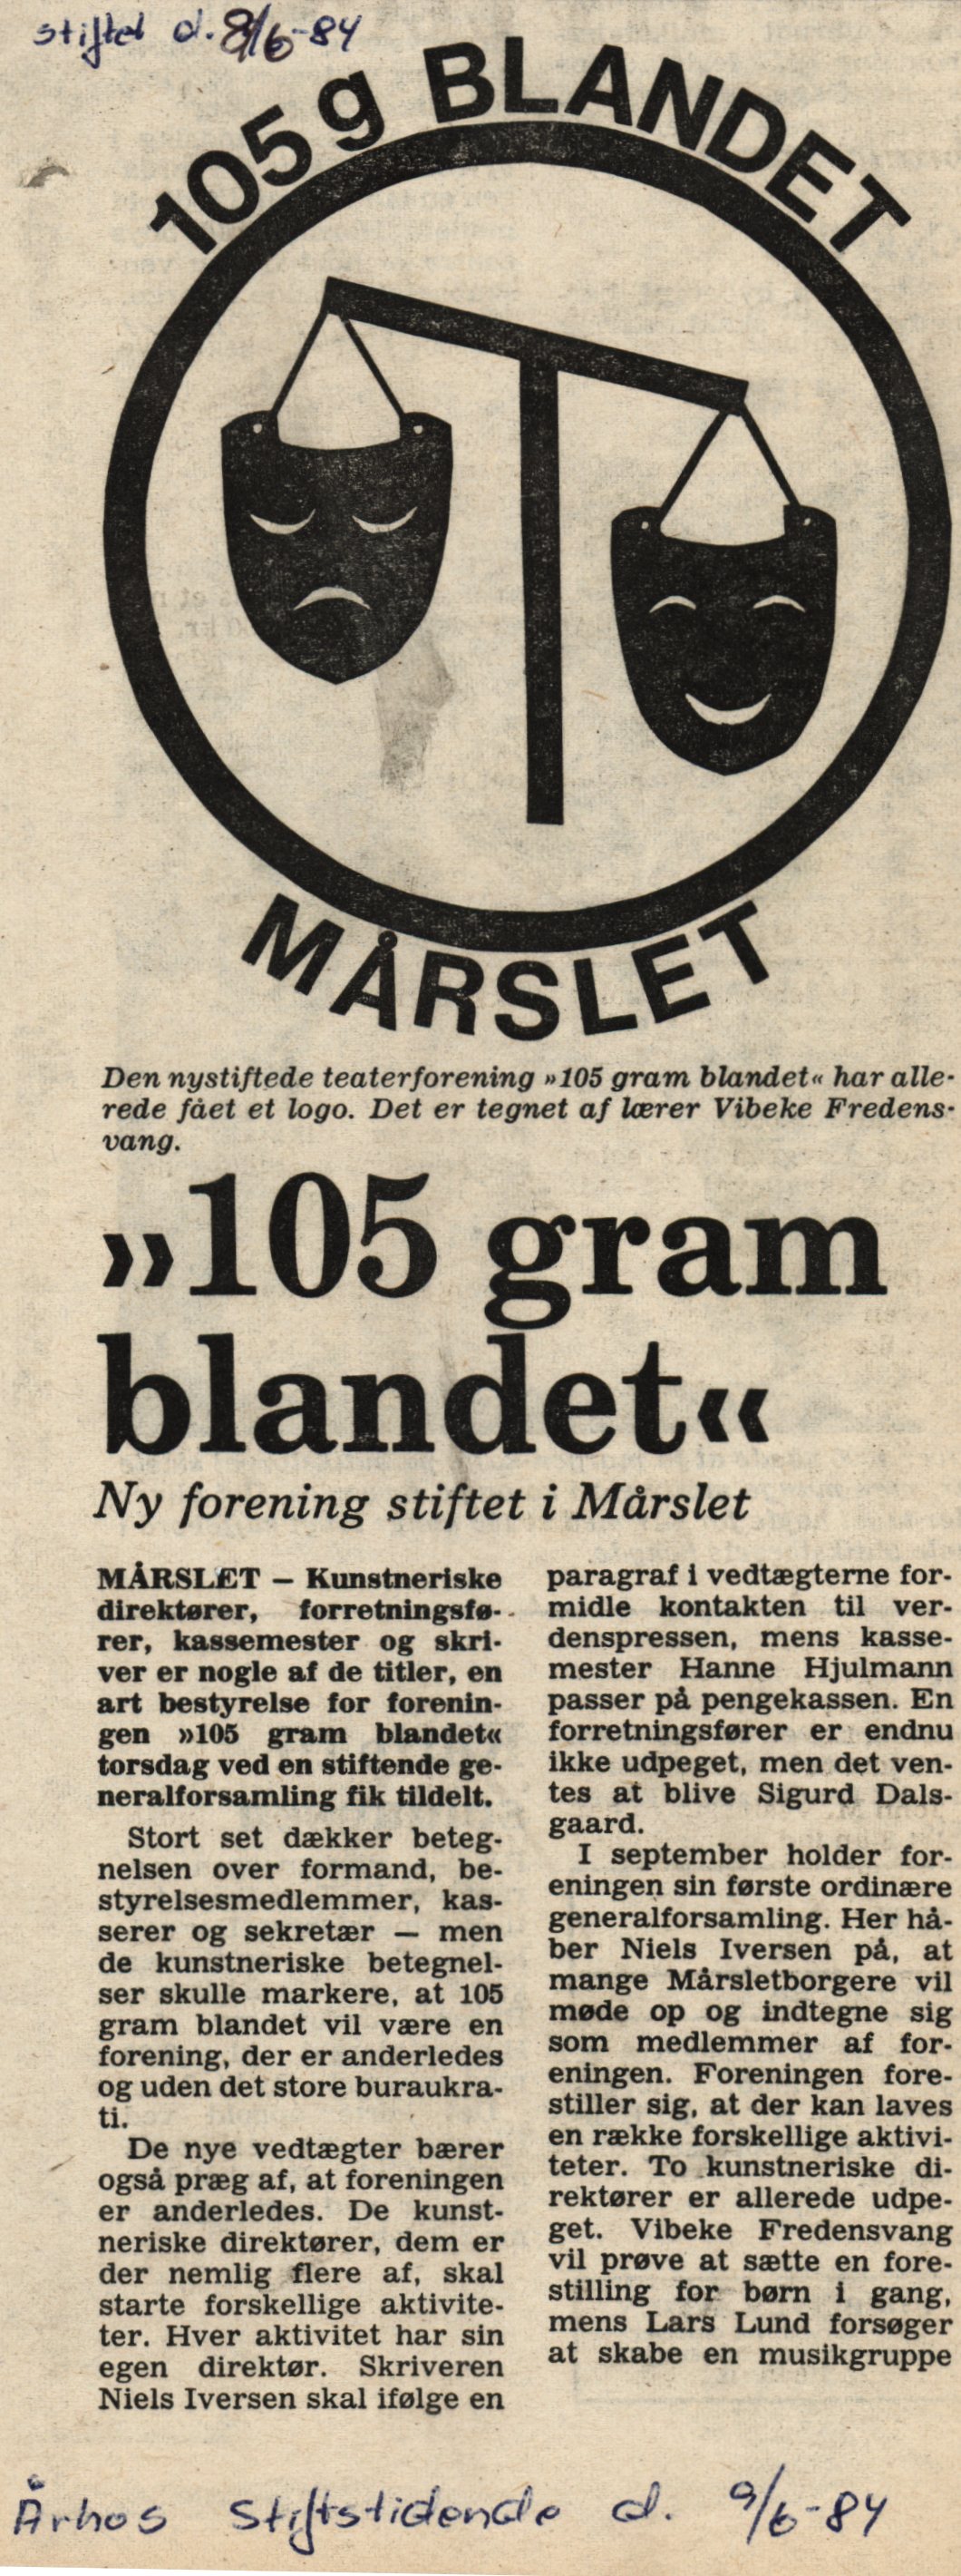 stiftet d. 8/6-84
105g BLANDET
MÅRSLET
Den nystiftede teaterforening »105 gram blandet« har alle-
rede fået et logo. Det er tegnet af lærer Vibeke Fredens-
vang.
»105 gram
blandet«
Ny forening stiftet i Mårslet
MÅRSLET – Kunstneriske
direktører, forretningsfø-
rer, kassemester og skri-
ver er nogle af de titler, en
art bestyrelse for forenin-
gen »105 gram blandet«
torsdag ved en stiftende ge-
neralforsamling fik tildelt.
Stort set dækker beteg-
nelsen over formand, be-
styrelsesmedlemmer, kas-
serer og sekretær — men
de kunstneriske betegnel-
ser skulle markere, at 105
gram blandet vil være en
forening, der er anderledes
og uden det store buraukra-
ti.
De nye vedtægter bærer
også præg af, at foreningen
er anderledes. De kunst-
neriske direktører, dem er
der nemlig flere af, skal
starte forskellige aktivite-
ter. Hver aktivitet har sin
egen direktør. Skriveren
Niels Iversen skal ifølge en
paragraf i vedtægterne for-
midle kontakten til ver-
denspressen, mens kasse-
mester Hanne Hjulmann
passer på pengekassen. En
forretningsfører er endnu
ikke udpeget, men det ven-
tes at blive Sigurd Dals-
gaard.
I september holder for-
eningen sin første ordinære
generalforsamling. Her hå-
ber Niels Iversen på, at
mange Mårsletborgere vil
møde op og indtegne sig
som medlemmer af for-
eningen. Foreningen fore-
stiller sig, at der kan laves
en række forskellige aktivi-
teter. To kunstneriske di-
rektører er allerede udpe-
get. Vibeke Fredensvang
vil prøve at sætte en fore-
stilling for børn i gang,
mens Lars Lund forsøger
at skabe en musikgruppe
Århos Stiftstidende d. 9/6-84